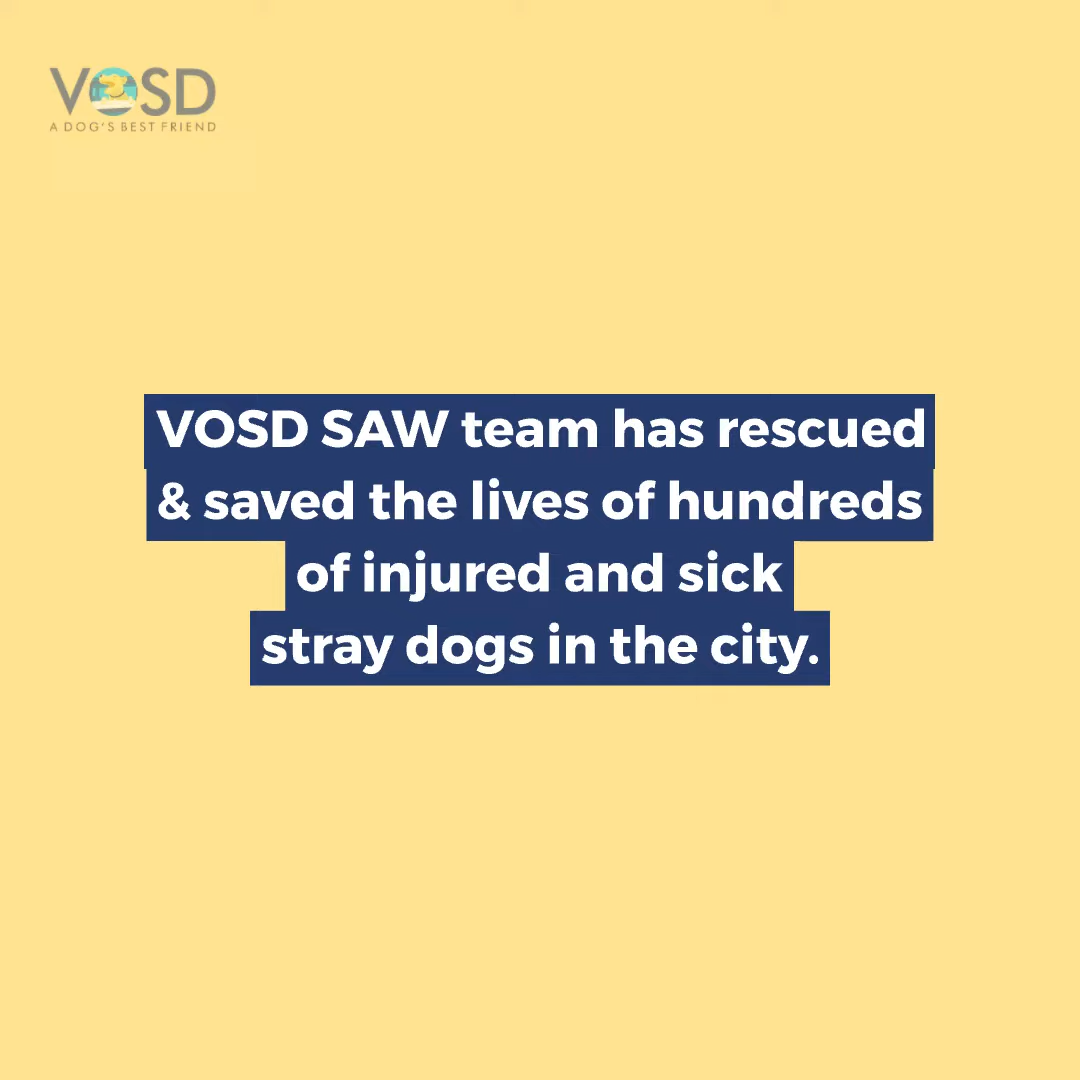 VOSD
A DOG'S BEST FRIEND
VOSD SAW team has rescued
& saved the lives of hundreds
of injured and sick
stray dogs in the city.